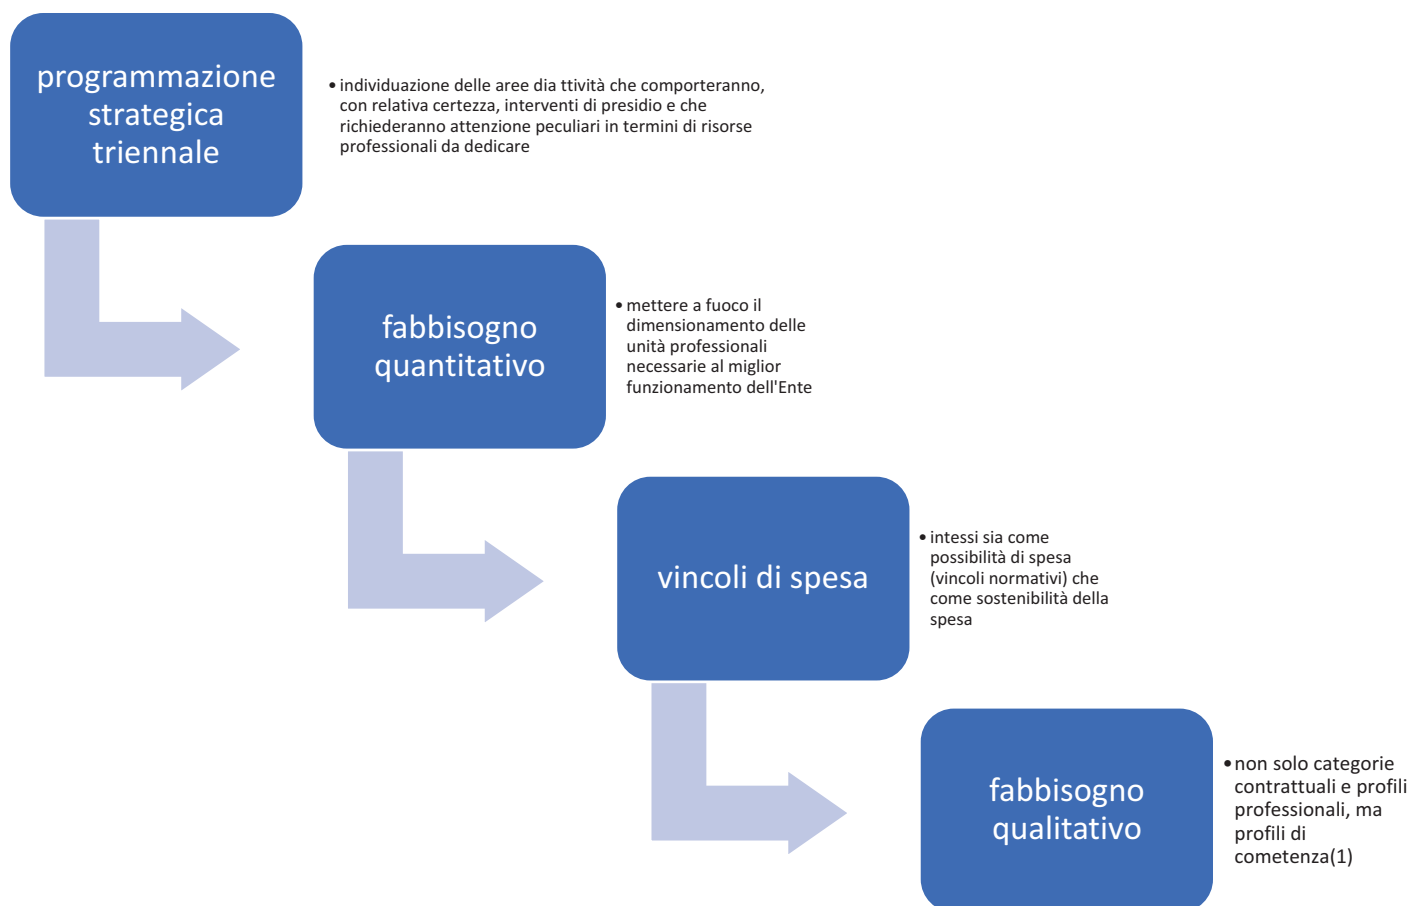 programmazione
strategica
triennale
•individuazione delle aree dia ttività che comporteranno,
con relativa certezza, interventi di presidio e che
richiederanno attenzione peculiari in termini di risorse
professionali da dedicare
fabbisogno
quantitativo
•mettere a fuoco il
dimensionamento delle
unità professionali
necessarie al miglior
funzionamento dell'Ente
vincoli di spesa
•intessi sia come
possibilità di spesa
(vincoli normativi) che
come sostenibilità della
spesa
fabbisogno
qualitativo
•non solo categorie
contrattuali e profili
professionali, ma
profili di
cometenza(1)